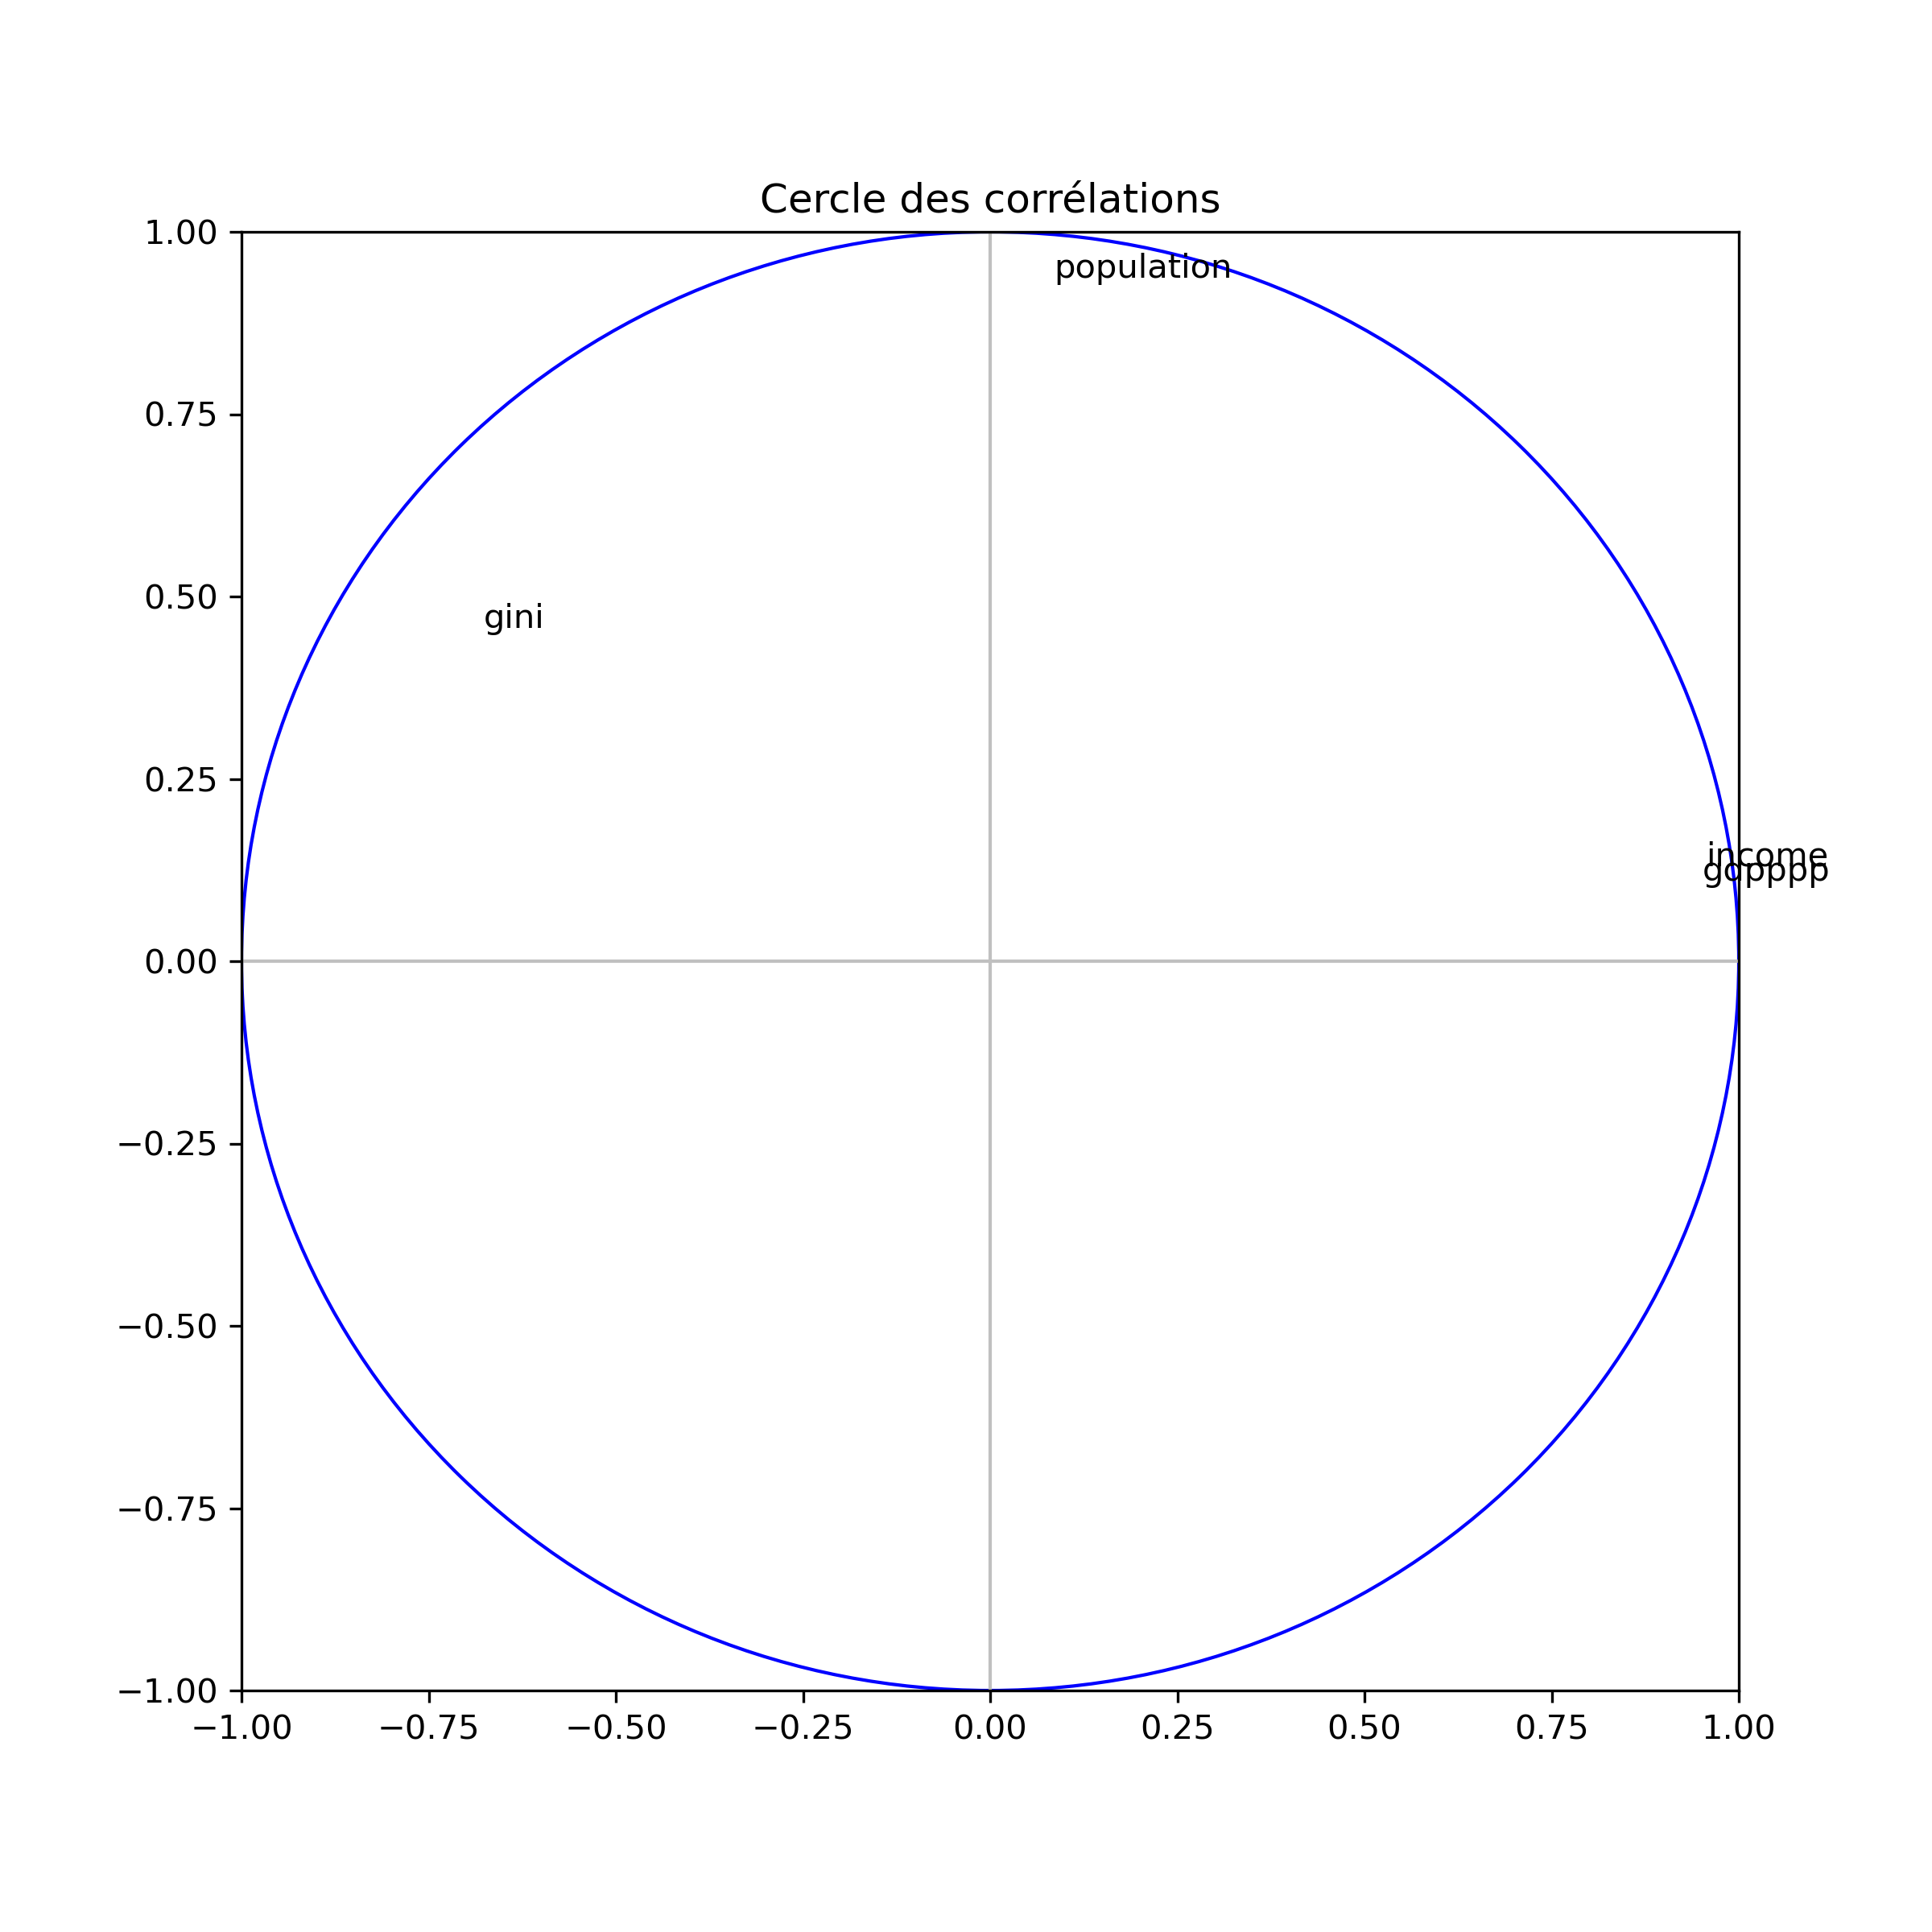 Cercle des corrélations
1.00
population
0.75
0.50
gini
0.25
income
gdpppp
0.00
−0.25
−0.50
−0.75
−1.00
−1.00 −0.75 −0.50 −0.25 0.00 0.25 0.50 0.75 1.00